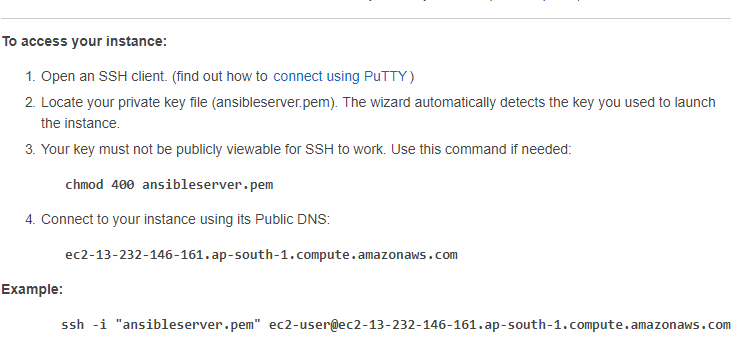 To access your instance:
1. Open an SSH client. (find out how to connect using PuTTY)
2. Locate your private key file (ansibleserver.pem). The wizard automatically detects the key you used to launch
the instance.
3. Your key must not be publicly viewable for SSH to work. Use this command if needed:
chmod 400 ansibleserver.pem
4. Connect to your instance using its Public DNS:
ec2-13-232-146-161.ap-south-1.compute.amazonaws.com
Example:
ssh -i "ansibleserver.pem" ec2-user@ec2-13-232-146-161.ap-south-1.compute.amazonaws.com